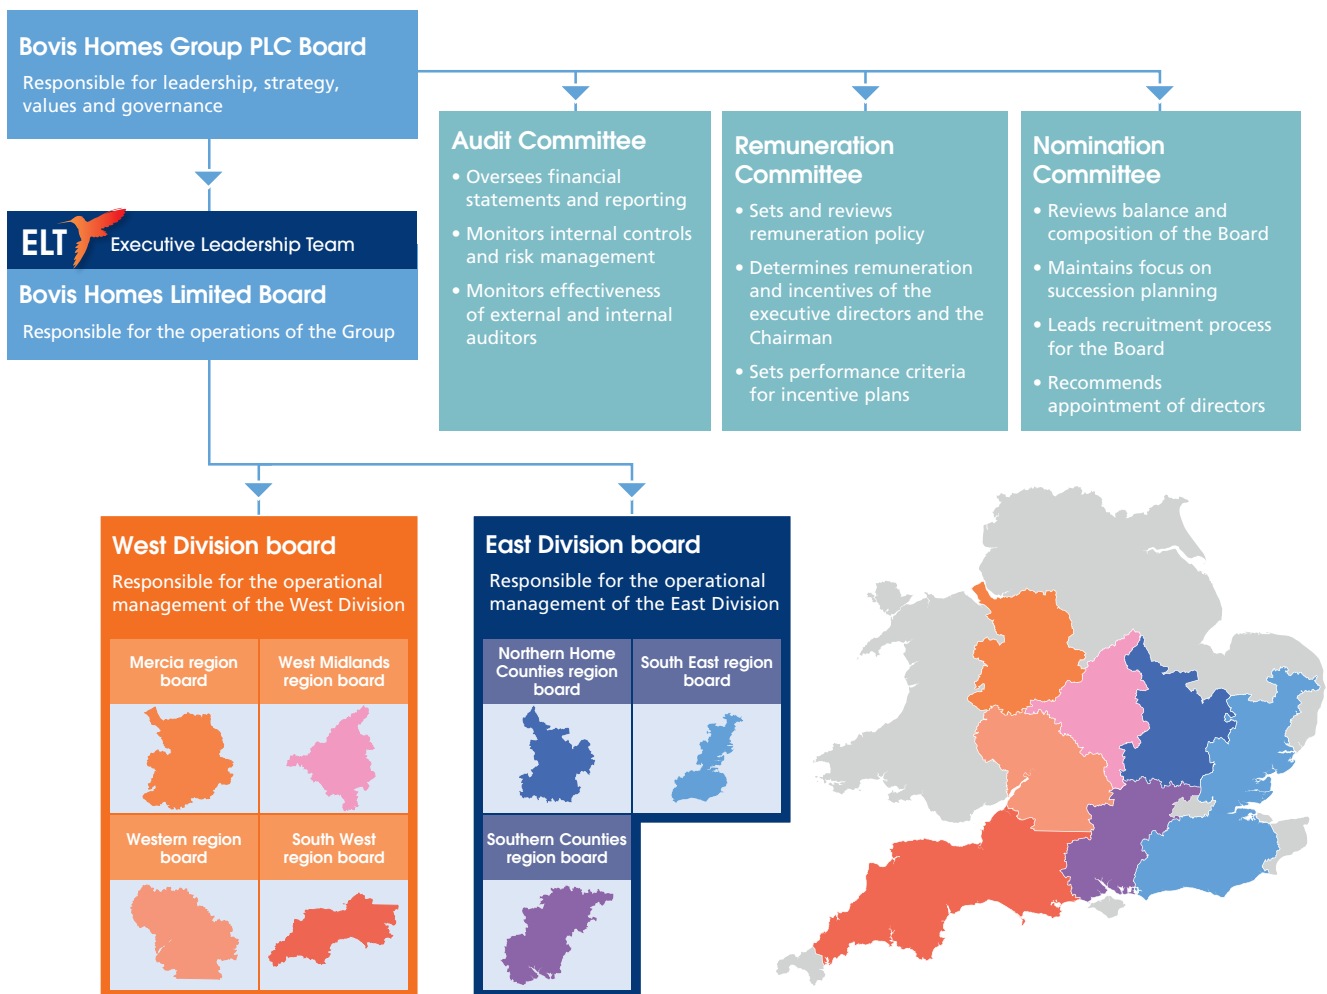 Bovis Homes Group PLC Board
Responsible for leadership, strategy,
values and governance
ELT Executive Leadership Team
Bovis Homes Limited Board
Responsible for the operations of the Group
Audit Committee
• Oversees financial
statements and reporting
• Monitors internal controls
and risk management
• Monitors effectiveness
of external and internal
auditors
Remuneration
Committee
• Sets and reviews
remuneration policy
• Determines remuneration
and incentives of the
executive directors and the
Chairman
• Sets performance criteria
for incentive plans
Nomination
Committee
• Reviews balance and
composition of the Board
• Maintains focus on
succession planning
• Leads recruitment process
for the Board
• Recommends
appointment of directors
West Division board
Responsible for the operational
management of the West Division
Mercia region
board
West Midlands
region board
Western region
board
South West
region board
East Division board
Responsible for the operational
management of the East Division
Northern Home
Counties region
board
South East region
board
Southern Counties
region board